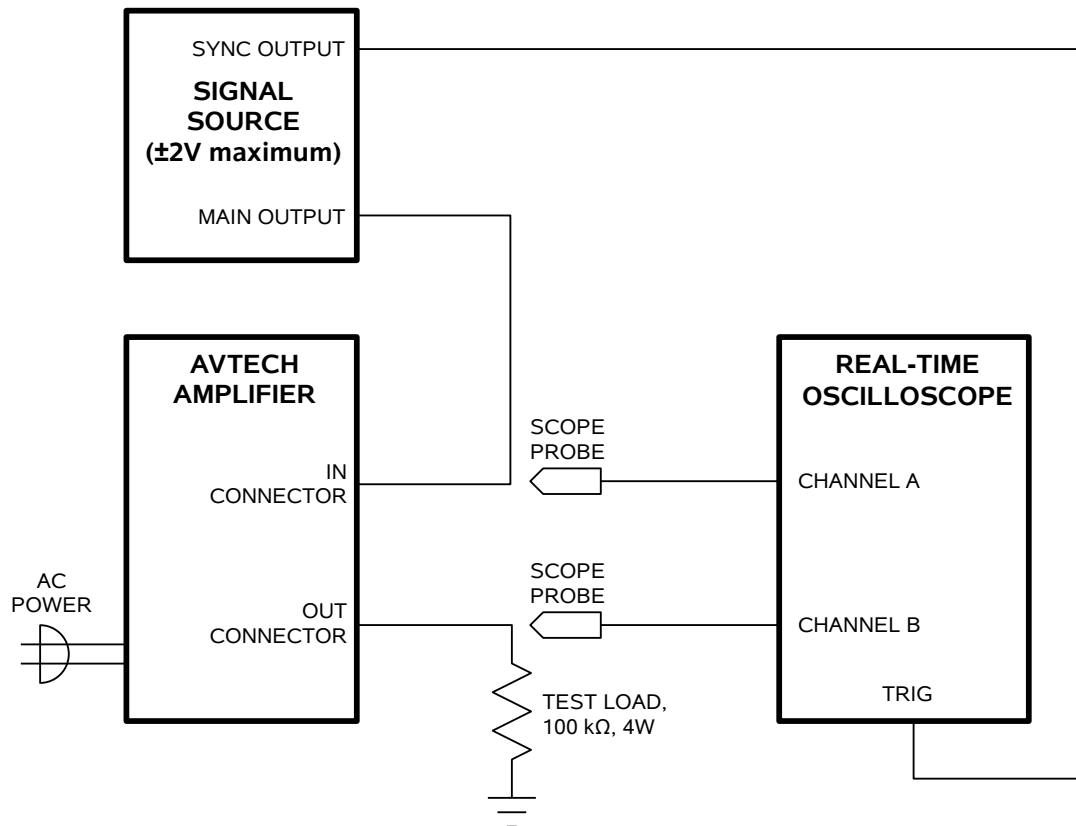 SYNC OUTPUT
SIGNAL
SOURCE
(±2V maximum)
MAIN OUTPUT
AVTECH
AMPLIFIER
IN
CONNECTOR
OUT
CONNECTOR
AC
POWER
SCOPE
PROBE
SCOPE
PROBE
TEST LOAD,
100 kΩ, 4W
REAL-TIME
OSCILLOSCOPE
CHANNEL A
CHANNEL B
TRIG